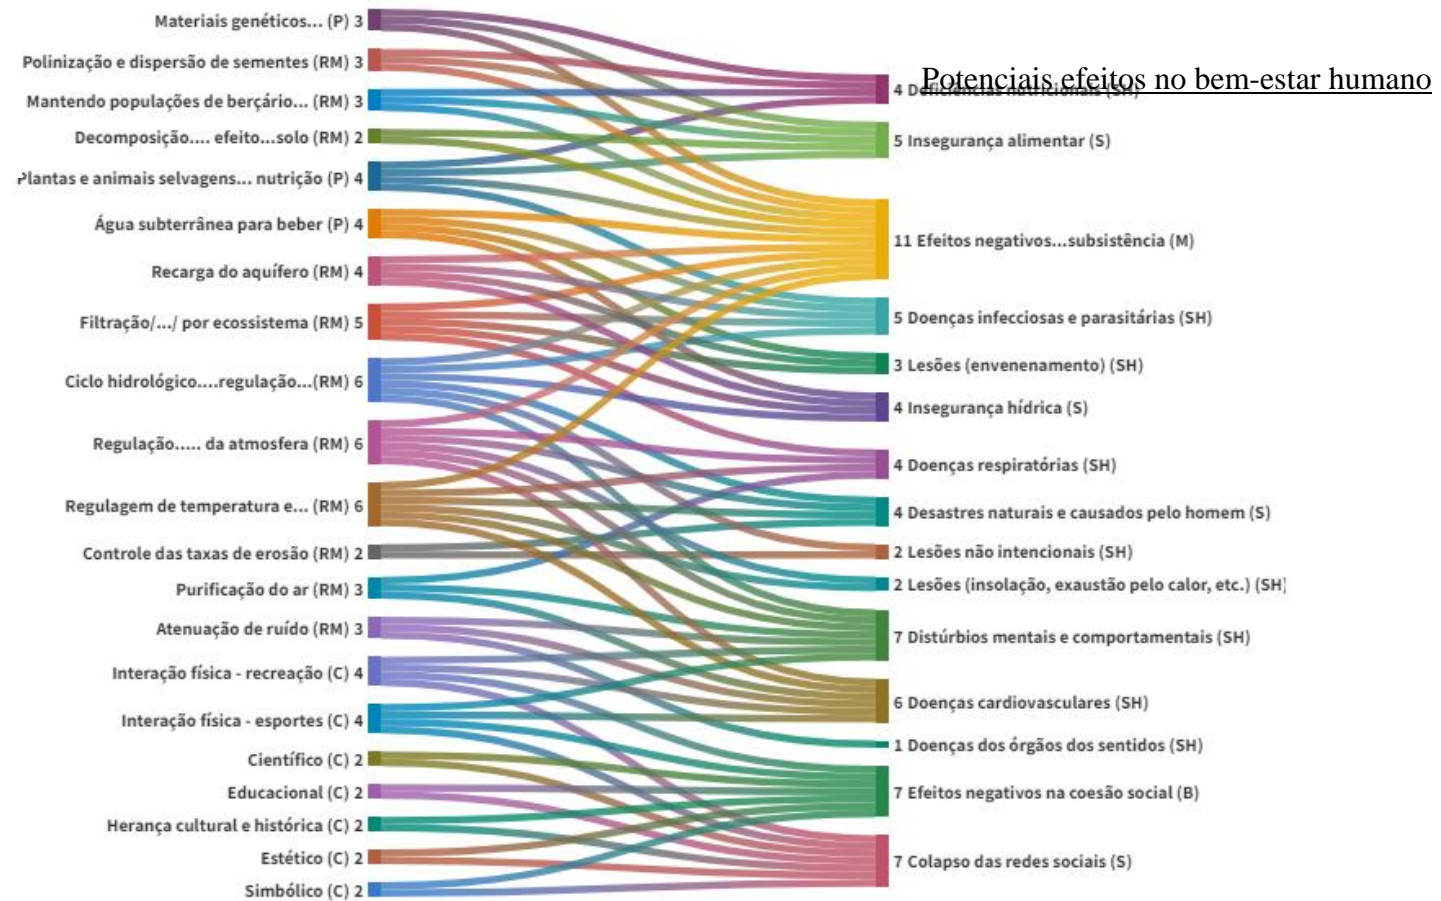 Materiais genéticos... (P) 3
Polinização e dispersão de sementes (RM) 3
Mantendo populações de berçário... (RM) 3
Decomposição.... efeito...solo (RM) 2
Plantas e animais selvagens... nutrição (P) 4
Água subterrânea para beber (P) 4
Recarga do aquífero (RM) 4
Filtração/.../ por ecossistema (RM) 5
Ciclo hidrológico....regulação...(RM) 6
Regulação..... da atmosfera (RM) 6
Regulagem de temperatura e... (RM) 6
Controle das taxas de erosão (RM) 2
Purificação do ar (RM) 3
Atenuação de ruído (RM) 3
Interação física - recreação (C) 4
Interação física - esportes (C) 4
Científico (C) 2
Educacional (C) 2
Herança cultural e histórica (C) 2
Estético (C) 2
Simbólico (C) 2
Potenciais efeitos no bem-estar humano
4 Deficiências nutricionais (SH)
5 Insegurança alimentar (S)
11 Efeitos negativos...subsistência (M)
5 Doenças infecciosas e parasitárias (SH)
3 Lesões (envenenamento) (SH)
4 Insegurança hídrica (S)
4 Doenças respiratórias (SH)
4 Desastres naturais e causados pelo homem (S)
2 Lesões não intencionais (SH)
2 Lesões (insolação, exaustão pelo calor, etc.) (SH)
7 Distúrbios mentais e comportamentais (SH)
6 Doenças cardiovasculares (SH)
1 Doenças dos órgãos dos sentidos (SH)
7 Efeitos negativos na coesão social (B)
7 Colapso das redes sociais (S)